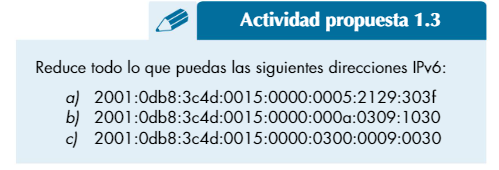 Actividad propuesta 1.3
Reduce todo lo que puedas las siguientes direcciones IPv6:
a) 2001:0db8:3c4d:0015:0000:0005:2129:303f
b) 2001:0db8:3c4d:0015:0000:000a:0309:1030
c) 2001:0db8:3c4d:0015:0000:0300:0009:0030